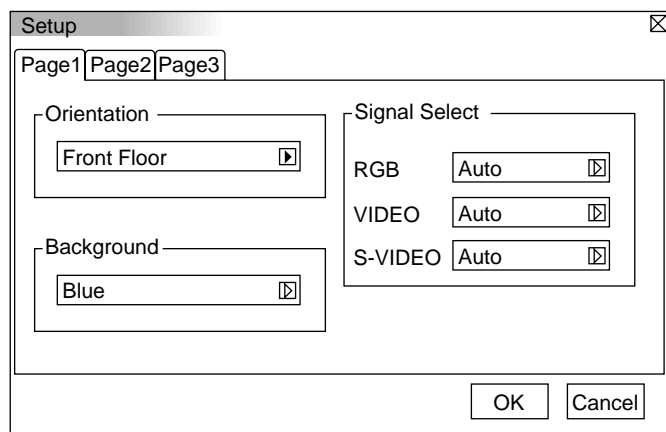 Setup
Page1 Page2 Page3
Orientation
Front Floor
Background
Blue
Signal Select
RGB Auto
VIDEO Auto
S-VIDEO Auto
OK Cancel